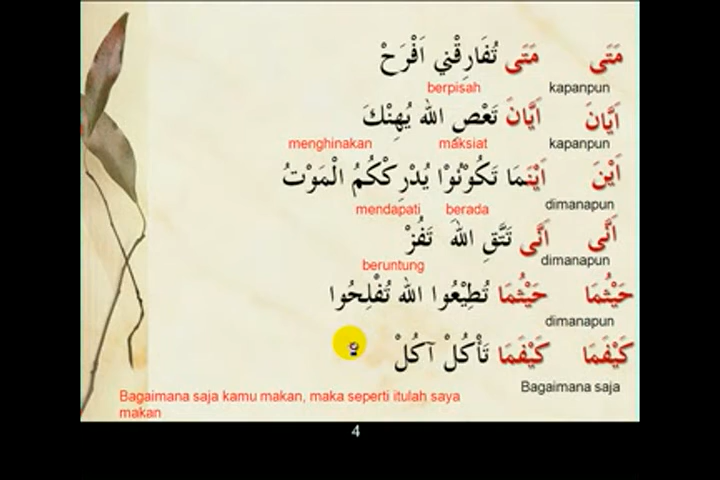 مَتَى مَتَى تُفَارِقْنِي اَفْرَحْ
berpisah kapanpun
اَيَّانَ اَيَّانَ تَعْصِ الله يُهِنْكَ
menghinakan maksiat kapanpun
اَيْنَ اَيْنَمَا تَكُوْنُوْا يُدْرِكْكُمُ الْمَوْتُ
mendapati berada dimanapun
اَنَّى اَنَّى تَتَّقِ اللهَ تَفُزْ
beruntung dimanapun
حَيْثُمَا حَيْثُمَا تُطِيْعُوا الله تُفْلِحُوا
dimanapun
كَيْفَمَا كَيْفَمَا تَأْكُلْ آكُلْ
Bagaimana saja
Bagaimana saja kamu makan, maka seperti itulah saya
makan
4